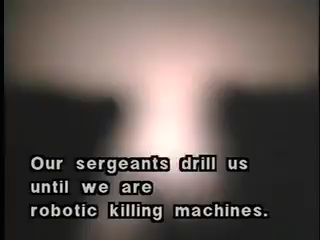 Our sergeants drill us
until we are
robotic killing machines.